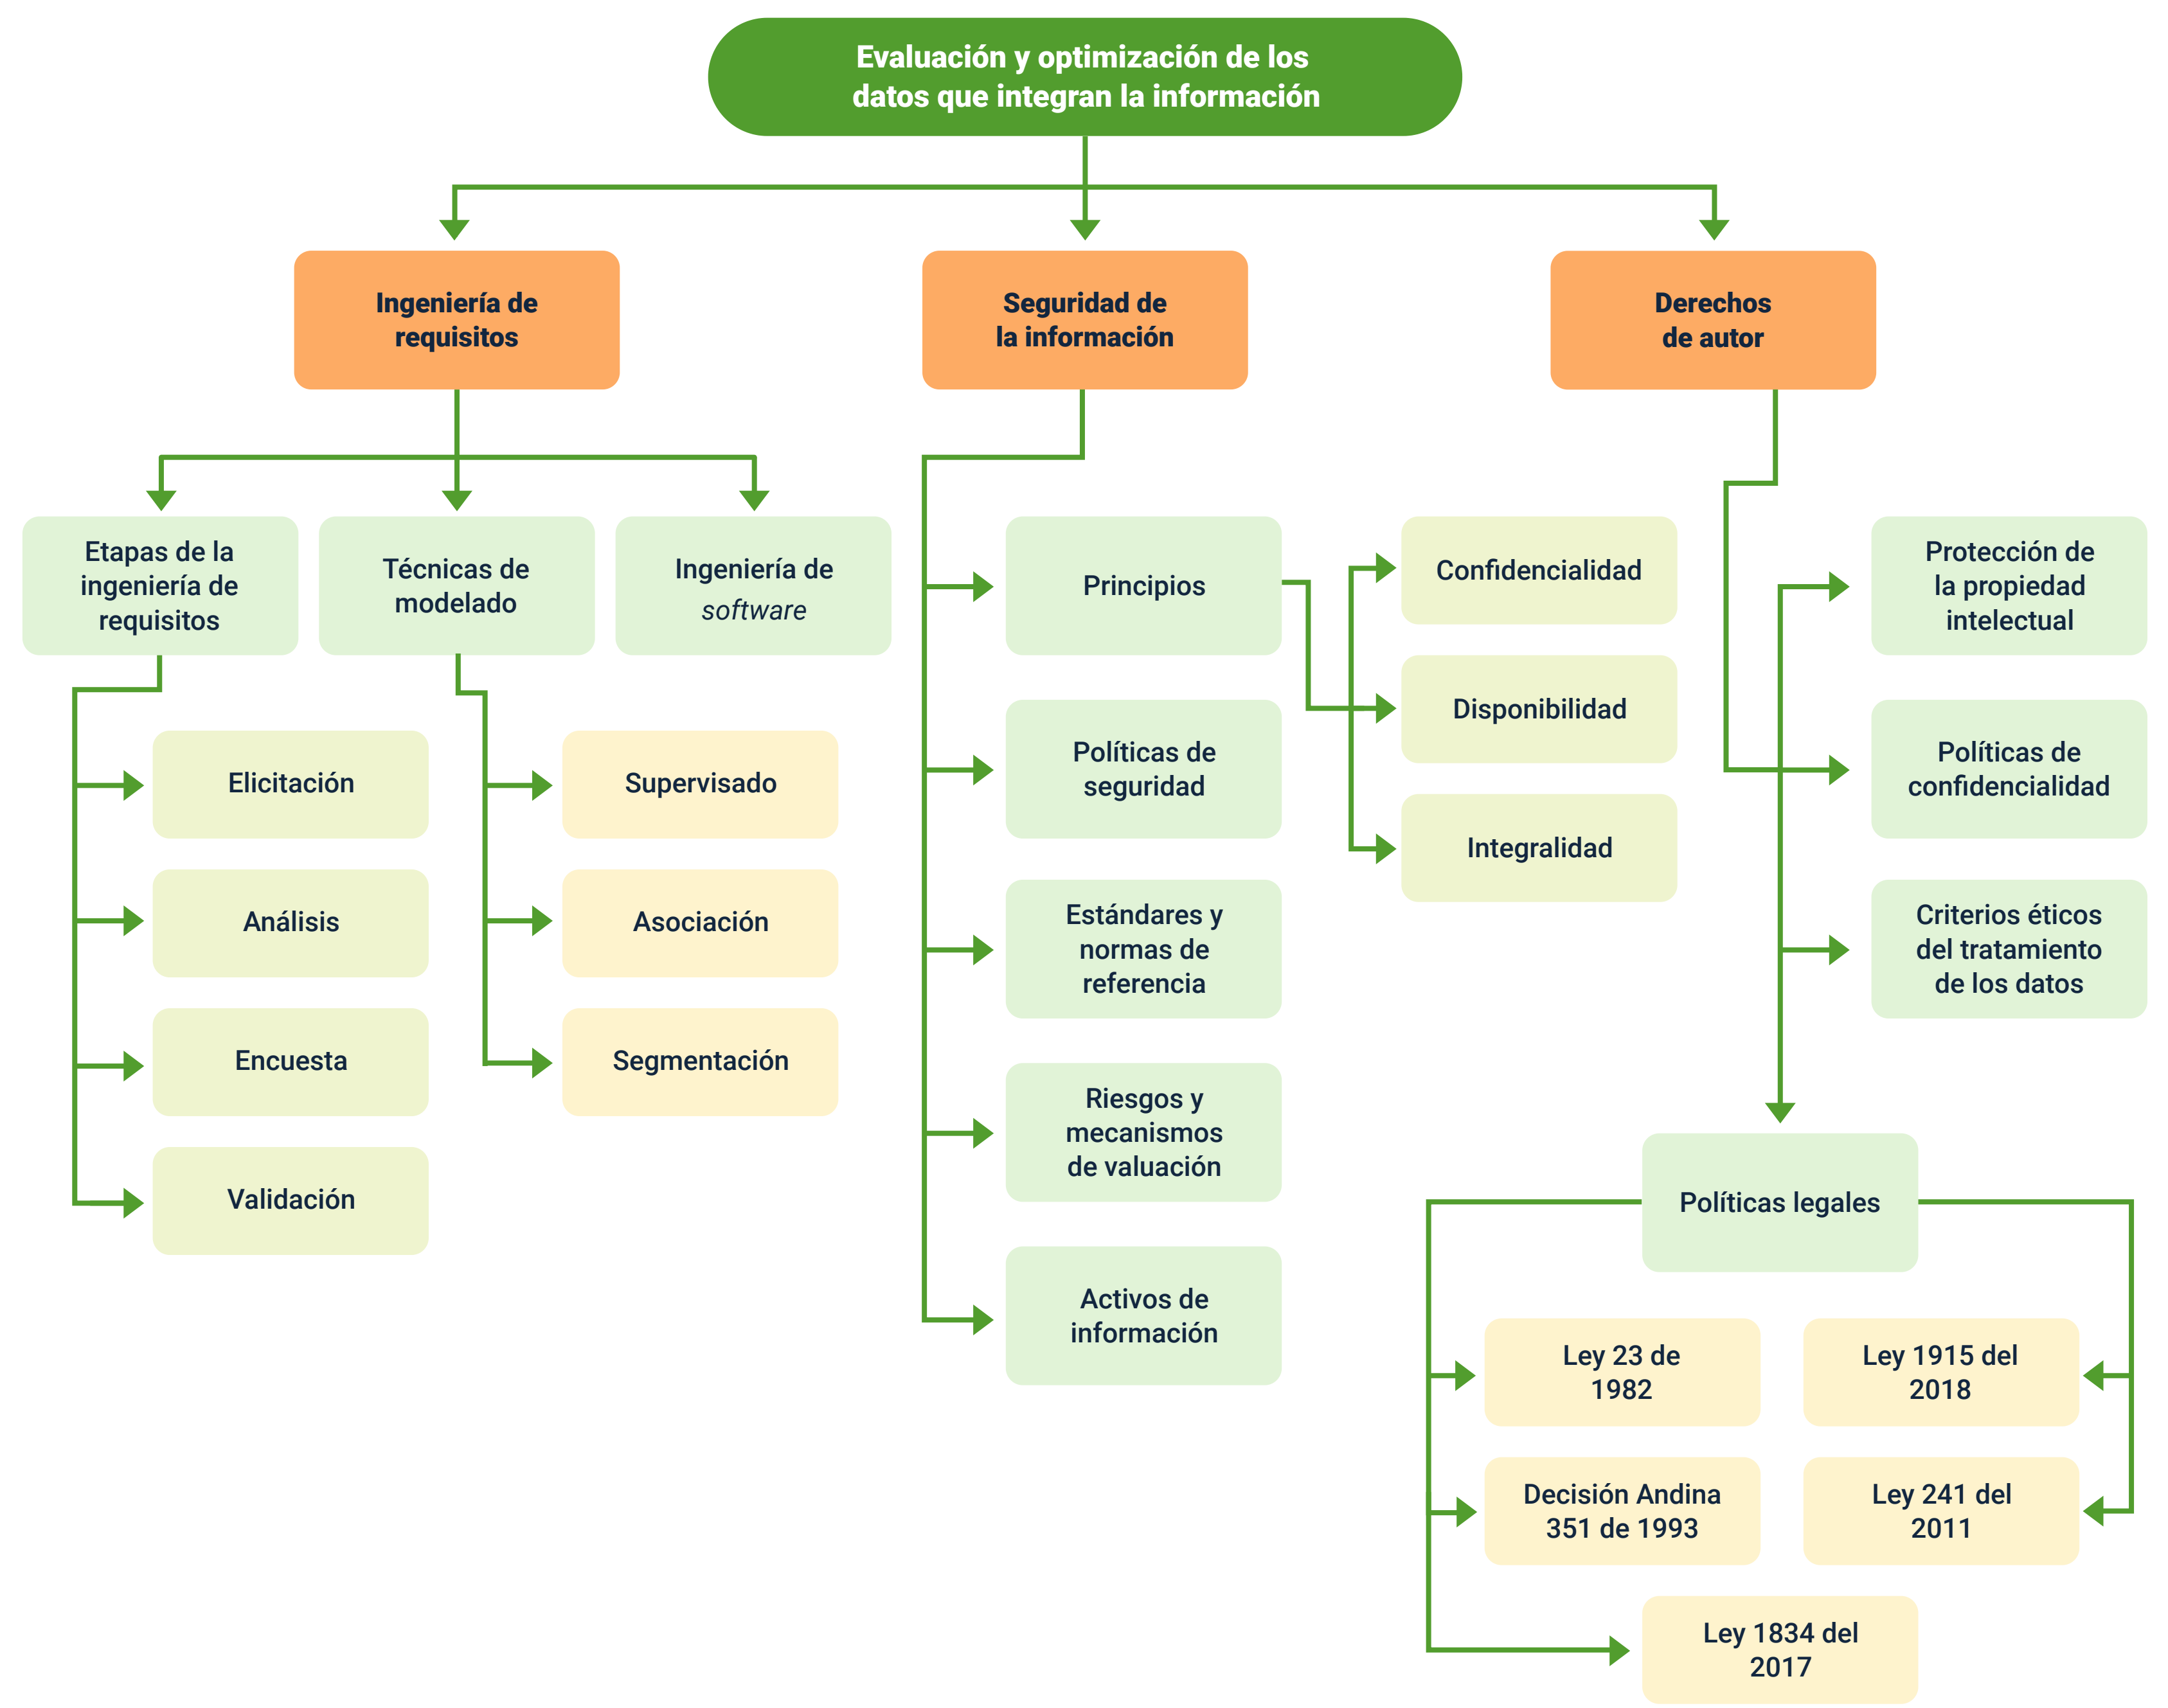 Evaluación y optimización de los
datos que integran la información
Ingeniería de
requisitos
Seguridad de
la información
Derechos
de autor
Etapas de la
ingeniería de
requisitos
Técnicas de
modelado
Ingeniería de
software
Elicitación
Análisis
Encuesta
Validación
Supervisado
Asociación
Segmentación
Principios
Políticas de
seguridad
Estándares y
normas de
referencia
Riesgos y
mecanismos
de valuación
Activos de
información
Confidencialidad
Disponibilidad
Integralidad
Protección de
la propiedad
intelectual
Políticas de
confidencialidad
Criterios éticos
del tratamiento
de los datos
Políticas legales
Ley 23 de
1982
Ley 1915 del
2018
Decisión Andina
351 de 1993
Ley 241 del
2011
Ley 1834 del
2017